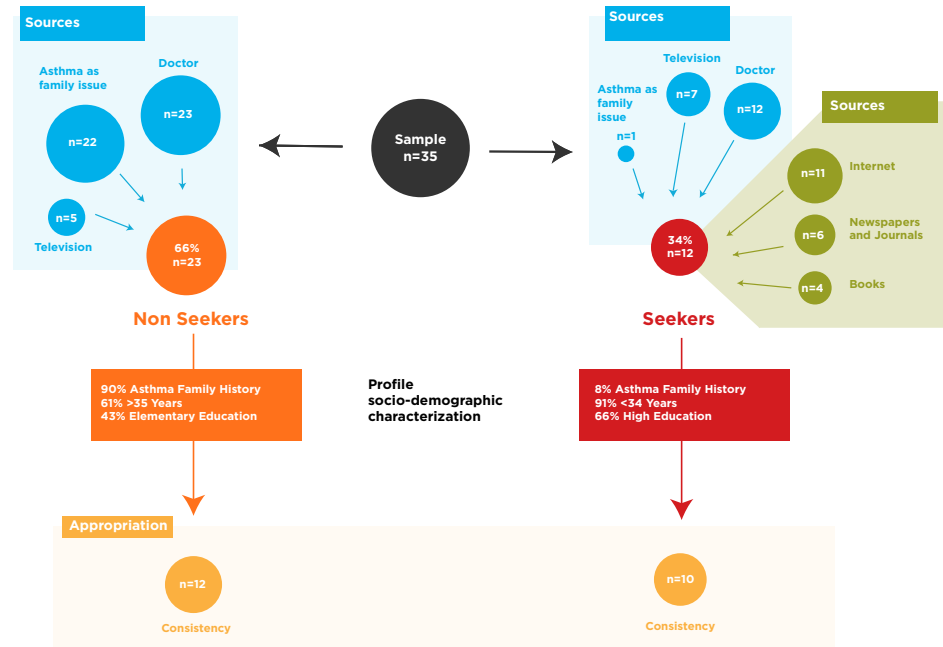 Sources
Asthma as
family issue
Doctor
n=22
n=23
n=5
Television
66%
n=23
Non Seekers
Sample
n=35
Sources
Television
Doctor
Asthma as
family
issue
n=1
n=7
n=12
Sources
n=11
Internet
n=6
Newspapers
and Journals
n=4
Books
34%
n=12
Seekers
90% Asthma Family History
61% >35 Years
43% Elementary Education
Profile
socio-demographic
characterization
8% Asthma Family History
91% <34 Years
66% High Education
Appropriation
n=12
Consistency
n=10
Consistency